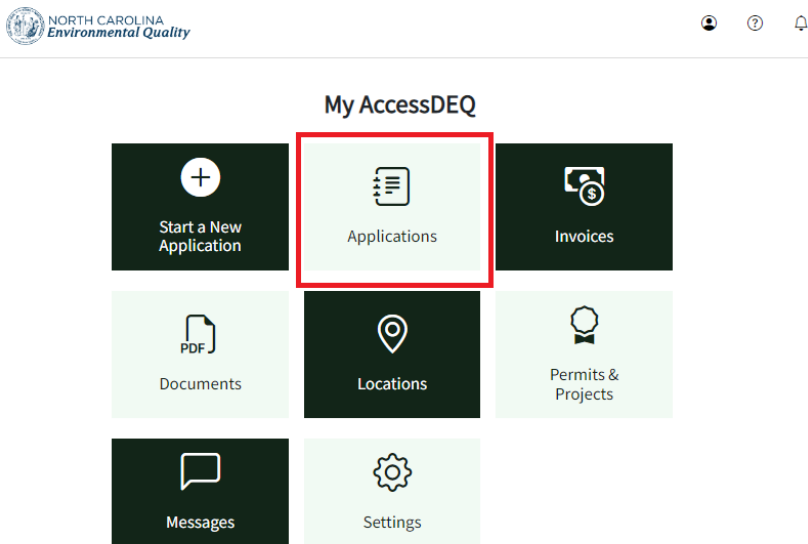 NORTH CAROLINA
Environmental Quality
?
My AccessDEQ
Start a New
Application
Applications
$
Invoices
PDF
Documents
Locations
Permits &
Projects
Messages
Settings